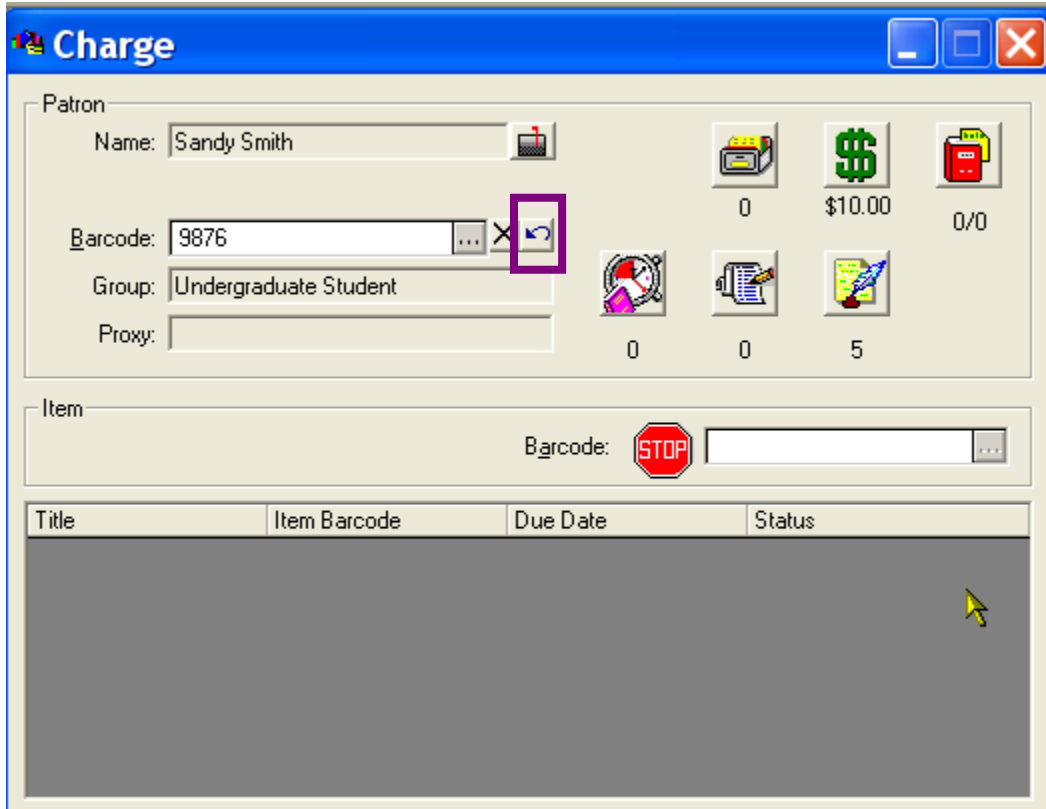 Charge
Patron
Name: Sandy Smith
0 $10.00 0/0
Barcode: 9876 ...
Group: Undergraduate Student
Proxy:
0 0 5
Item
Barcode: STOP ...
Title Item Barcode Due Date Status